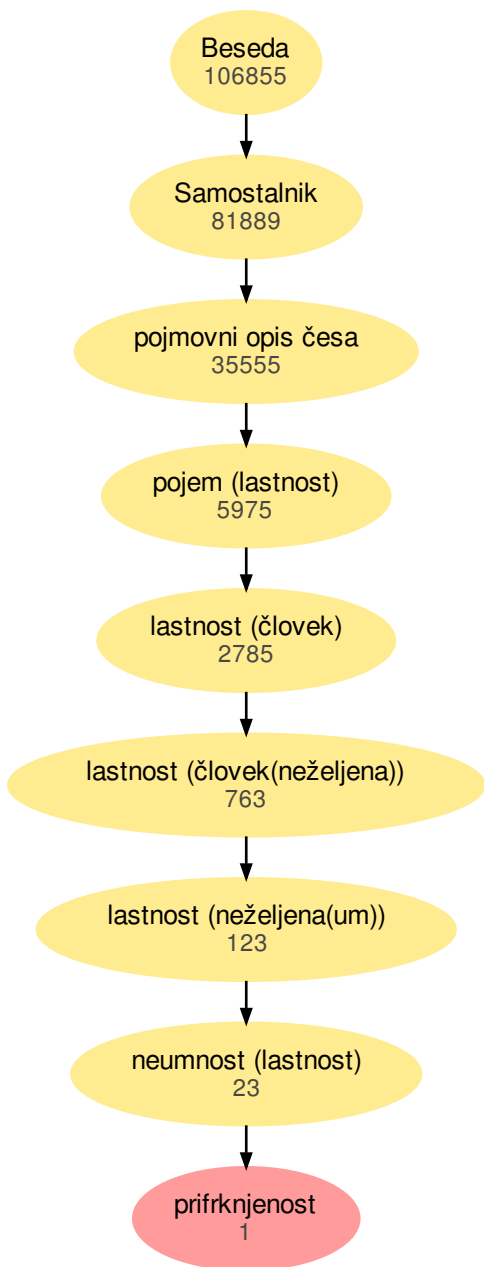 Beseda
106855
Samostalnik
81889
pojmovni opis česa
35555
pojem (lastnost)
5975
lastnost (človek)
2785
lastnost (človek(neželjena))
763
lastnost (neželjena(um))
123
neumnost (lastnost)
23
prifrknjenost
1